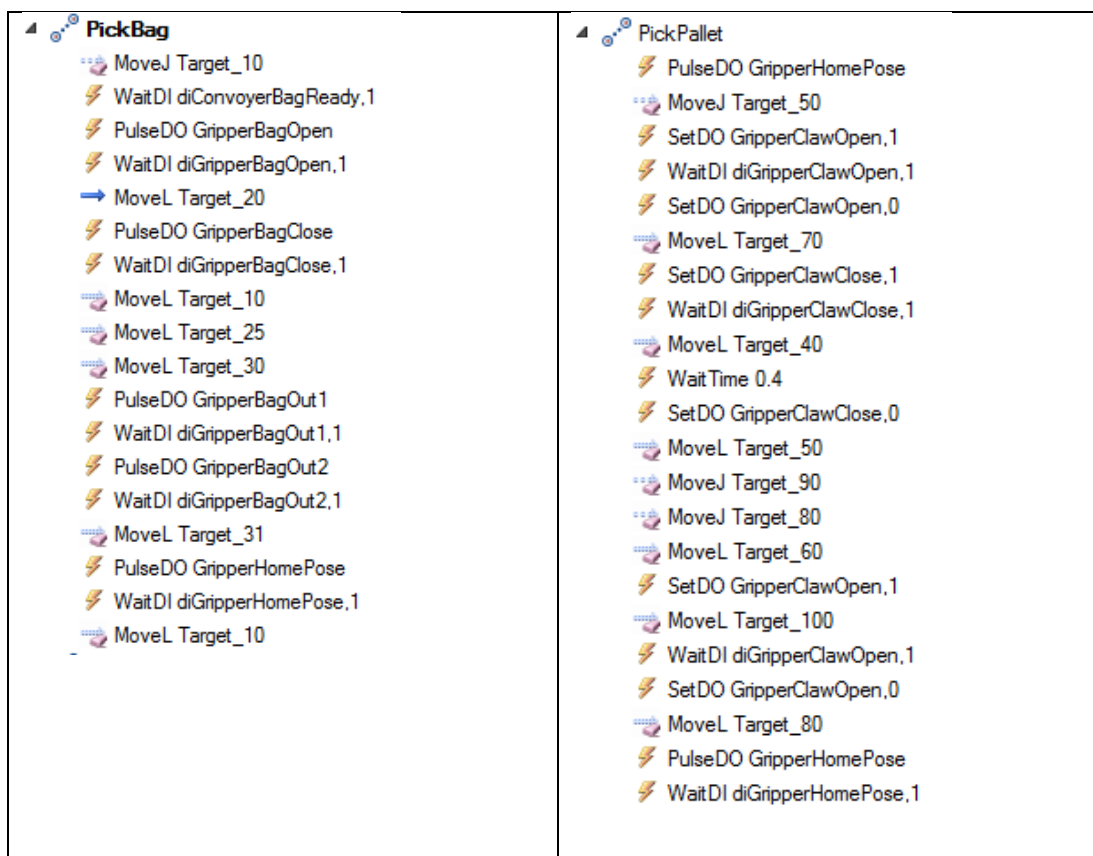 PickBag
MoveJ Target_10
WaitDI diConvoyerBagReady,1
PulseDO GripperBagOpen
WaitDI diGripperBagOpen,1
MoveL Target_20
PulseDO GripperBagClose
WaitDI diGripperBagClose,1
MoveL Target_10
MoveL Target_25
MoveL Target_30
PulseDO GripperBagOut1
WaitDI diGripperBagOut1,1
PulseDO GripperBagOut2
WaitDI diGripperBagOut2,1
MoveL Target_31
PulseDO GripperHomePose
WaitDI diGripperHomePose,1
MoveL Target_10
PickPallet
PulseDO GripperHomePose
MoveJ Target_50
SetDO GripperClawOpen,1
WaitDI diGripperClawOpen,1
SetDO GripperClawOpen,0
MoveL Target_70
SetDO GripperClawClose,1
WaitDI diGripperClawClose,1
MoveL Target_40
WaitTime 0.4
SetDO GripperClawClose,0
MoveL Target_50
MoveJ Target_90
MoveJ Target_80
MoveL Target_60
SetDO GripperClawOpen,1
MoveL Target_100
WaitDI diGripperClawOpen,1
SetDO GripperClawOpen,0
MoveL Target_80
PulseDO GripperHomePose
WaitDI diGripperHomePose,1